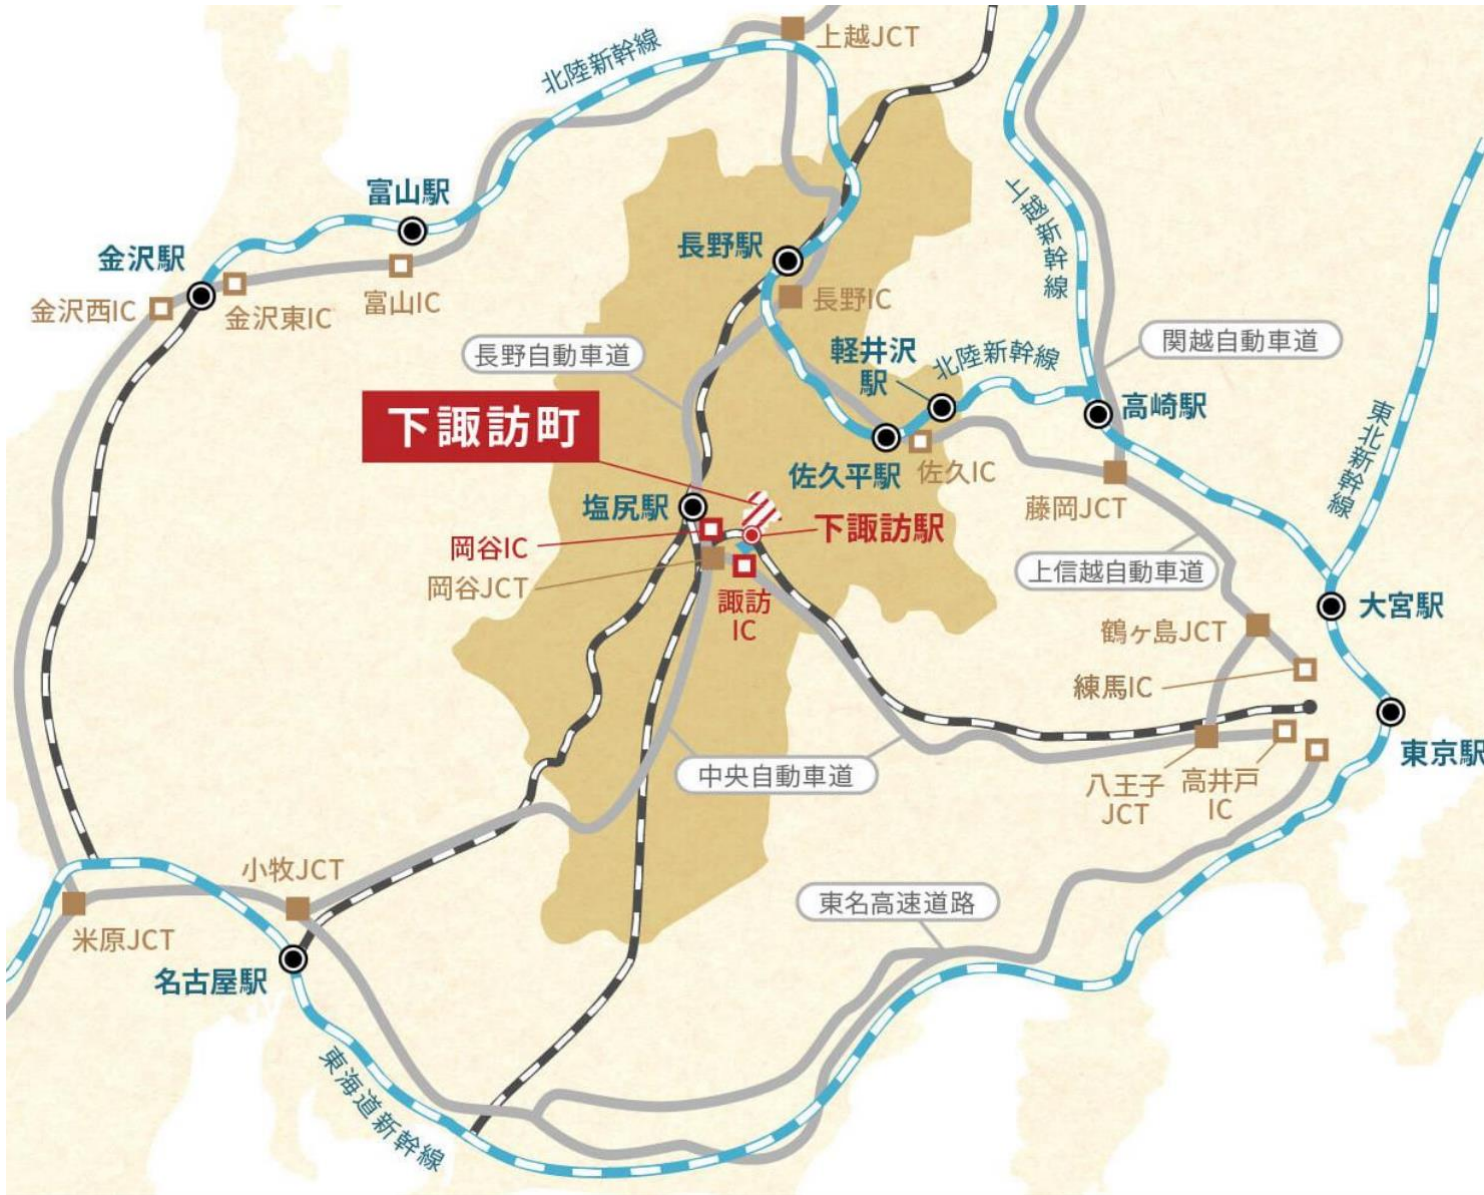 上越JCT
北陸新幹線
富山駅
金沢駅
金沢西IC
金沢東IC
富山IC
長野駅
長野IC
上越新幹線
長野自動車道
軽井沢
駅
北陸新幹線
関越自動車道
下諏訪町
高崎駅
東北新幹線
佐久平駅
佐久IC
藤岡JCT
塩尻駅
下諏訪駅
岡谷IC
岡谷JCT
諏訪
IC
上信越自動車道
大宮駅
鶴ヶ島JCT
練馬IC
東京駅
中央自動車道
八王子
JCT
高井戸
IC
小牧JCT
東名高速道路
米原JCT
名古屋駅
東海道新幹線